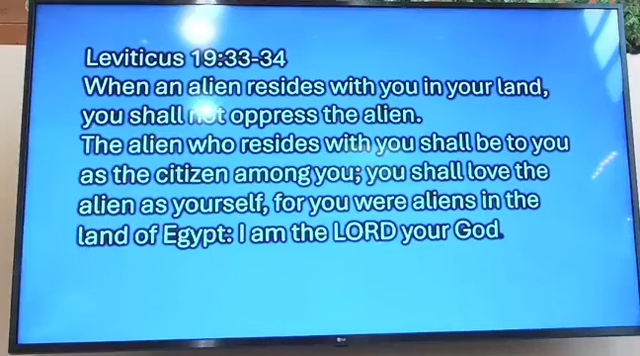 Leviticus 19:33-34
When an alien resides with you in your land,
you shall not oppress the alien.
The alien who resides with you shall be to you
as the citizen among you; you shall love the
alien as yourself, for you were aliens in the
land of Egypt: I am the LORD your God.
LG